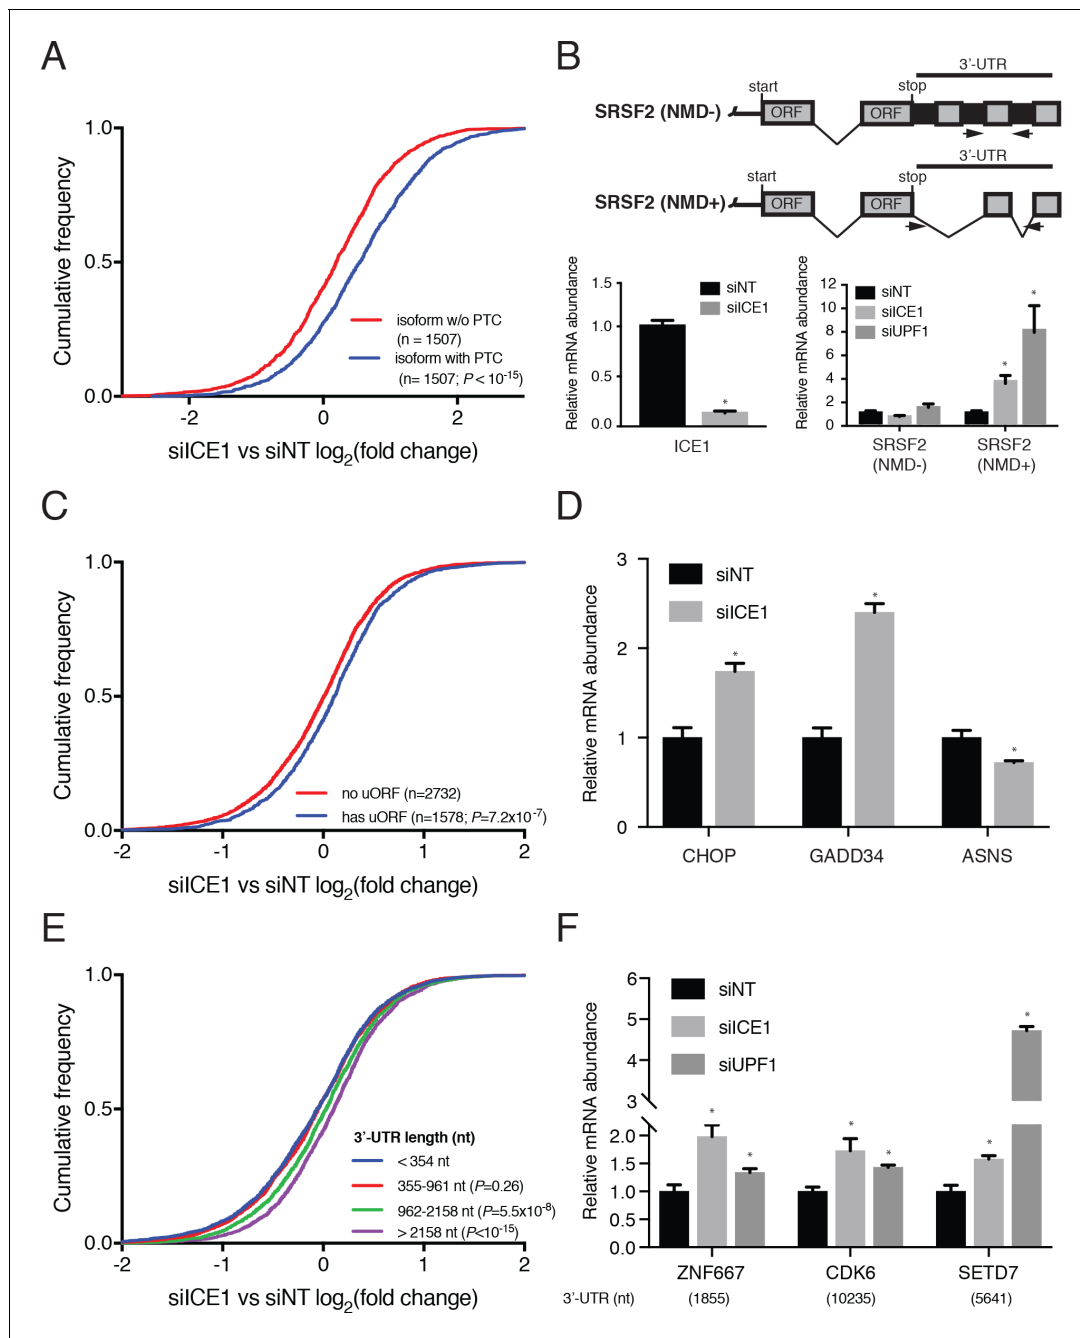 A
Cumulative frequency
1.0
0.5
0.0
-2
0
2
isoform w/o PTC
(n = 1507)
isoform with PTC
(n= 1507; P < 10-15)
siICE1 vs siNT log2(fold change)
B
3'-UTR
start
stop
SRSF2 (NMD-)
ORF
ORF
3'-UTR
start
stop
SRSF2 (NMD+)
ORF
ORF
Relative mRNA abundance
1.5
1.0
0.5
0.0
siNT
siICE1
*
ICE1
Relative mRNA abundance
12
10
8
6
4
2
0
siNT
siICE1
siUPF1
*
*
SRSF2
(NMD-)
SRSF2
(NMD+)
C
Cumulative frequency
1.0
0.5
0.0
-2
-1
0
1
2
no uORF (n=2732)
has uORF (n=1578; P=7.2x10-7)
siICE1 vs siNT log2(fold change)
D
Relative mRNA abundance
3
2
1
0
siNT
siICE1
*
*
*
CHOP
GADD34
ASNS
E
Cumulative frequency
1.0
0.5
0.0
-2
-1
0
1
2
3'-UTR length (nt)
< 354 nt
355-961 nt (P=0.26)
962-2158 nt (P=5.5x10-8)
> 2158 nt (P<10-15)
siICE1 vs siNT log2(fold change)
F
Relative mRNA abundance
6
5
4
3
2.0
1.5
1.0
0.5
0.0
siNT
siICE1
siUPF1
*
*
*
*
*
*
ZNF667
CDK6
SETD7
3'-UTR (nt)
(1855)
(10235)
(5641)